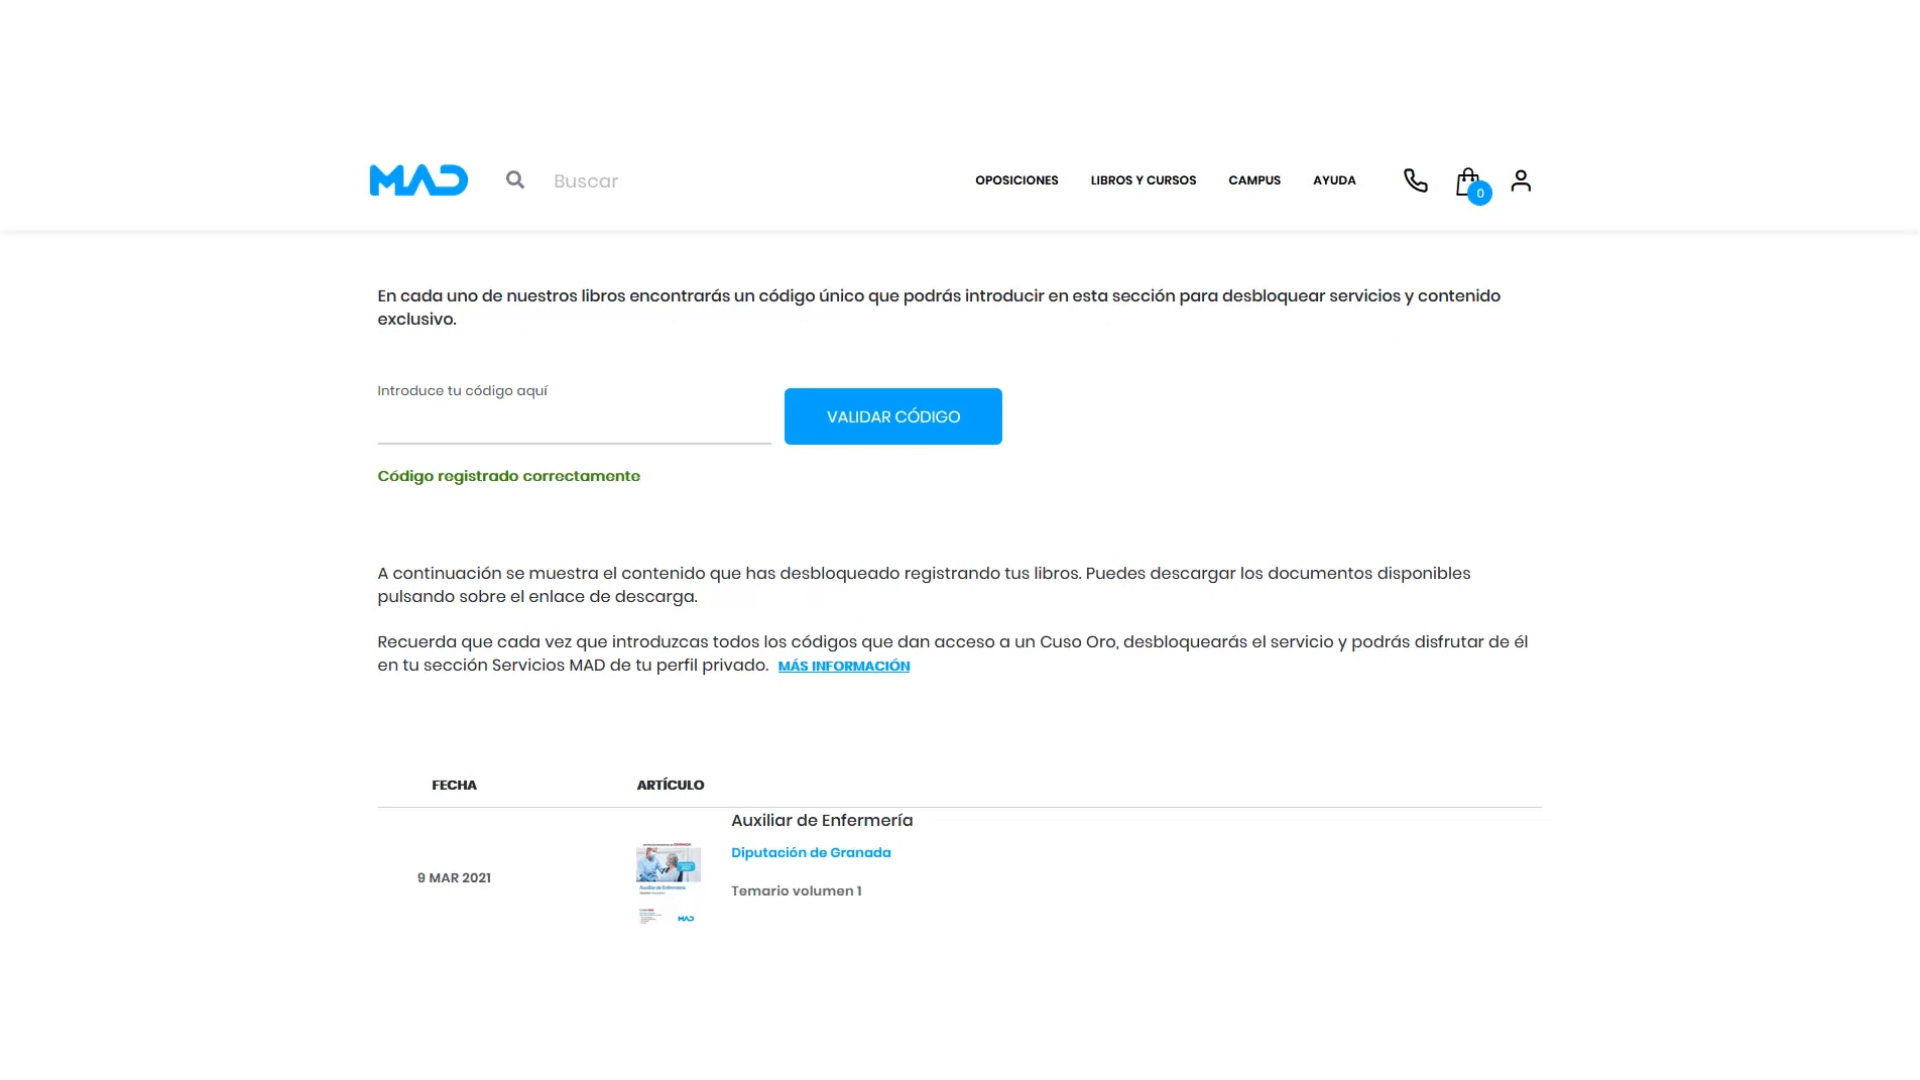 MAD
Buscar
OPOSICIONES LIBROS Y CURSOS CAMPUS AYUDA
0
En cada uno de nuestros libros encontrarás un código único que podrás introducir en esta sección para desbloquear servicios y contenido
exclusivo.
Introduce tu código aquí
VALIDAR CÓDIGO
Código registrado correctamente
A continuación se muestra el contenido que has desbloqueado registrando tus libros. Puedes descargar los documentos disponibles
pulsando sobre el enlace de descarga.
Recuerda que cada vez que introduzcas todos los códigos que dan acceso a un Cuso Oro, desbloquearás el servicio y podrás disfrutar de él
en tu sección Servicios MAD de tu perfil privado. MÁS INFORMACIÓN
FECHA ARTÍCULO
Auxiliar de Enfermería
Diputación de Granada
9 MAR 2021
Temario volumen 1
Auxiliar de Enfermería
MAD